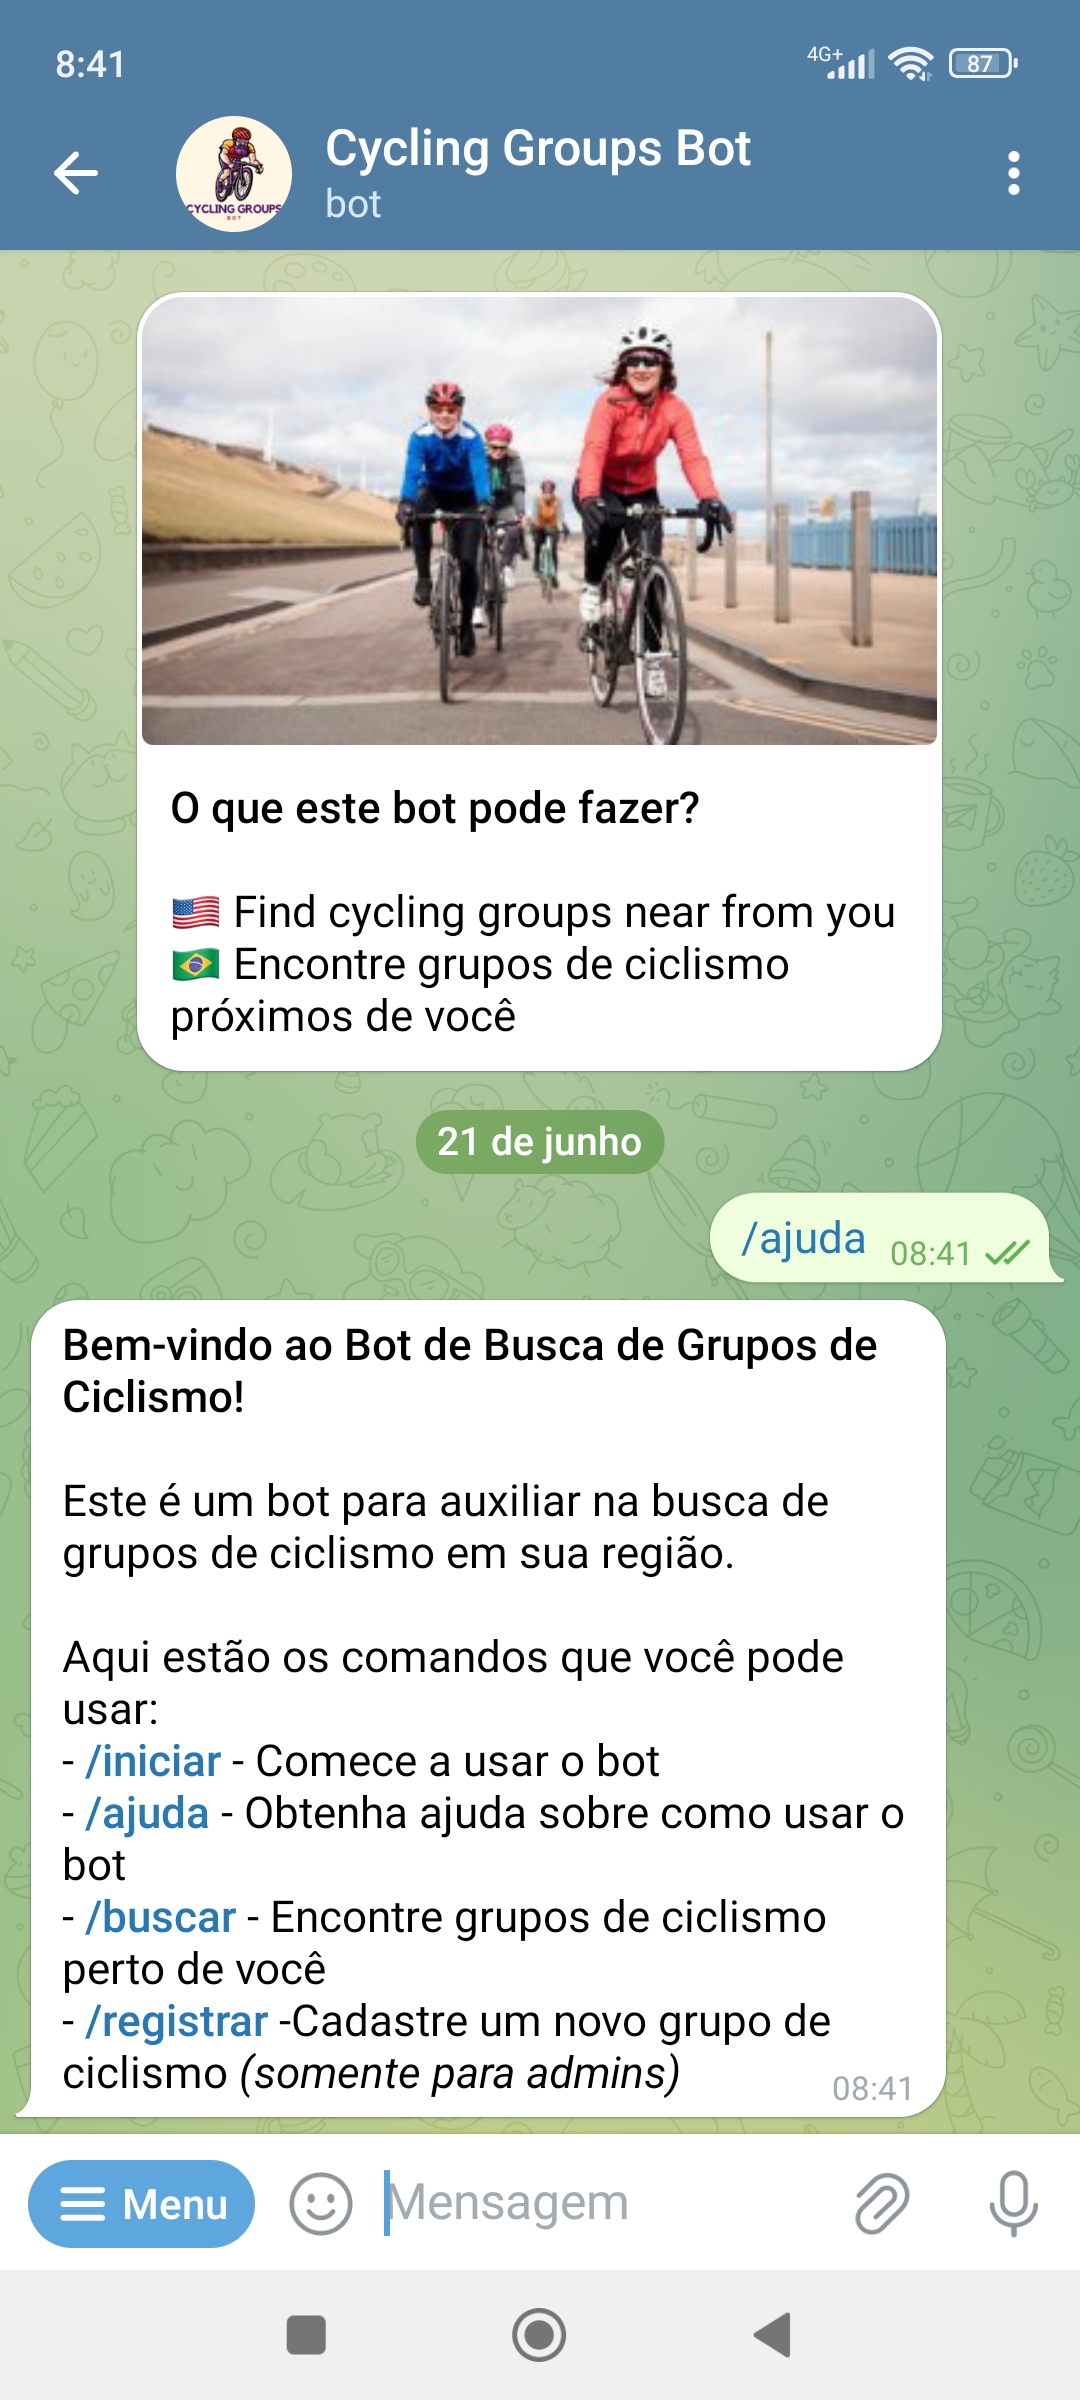 8:41
4G+
87
CYCLING GROUPS
BOT
Cycling Groups Bot
bot
O que este bot pode fazer?
🇺🇸 Find cycling groups near from you
🇧🇷 Encontre grupos de ciclismo
próximos de você
21 de junho
/ajuda 08:41
Bem-vindo ao Bot de Busca de Grupos de
Ciclismo!
Este é um bot para auxiliar na busca de
grupos de ciclismo em sua região.
Aqui estão os comandos que você pode
usar:
- /iniciar - Comece a usar o bot
- /ajuda - Obtenha ajuda sobre como usar o
bot
- /buscar - Encontre grupos de ciclismo
perto de você
- /registrar -Cadastre um novo grupo de
ciclismo (somente para admins)
08:41
Menu
Mensagem